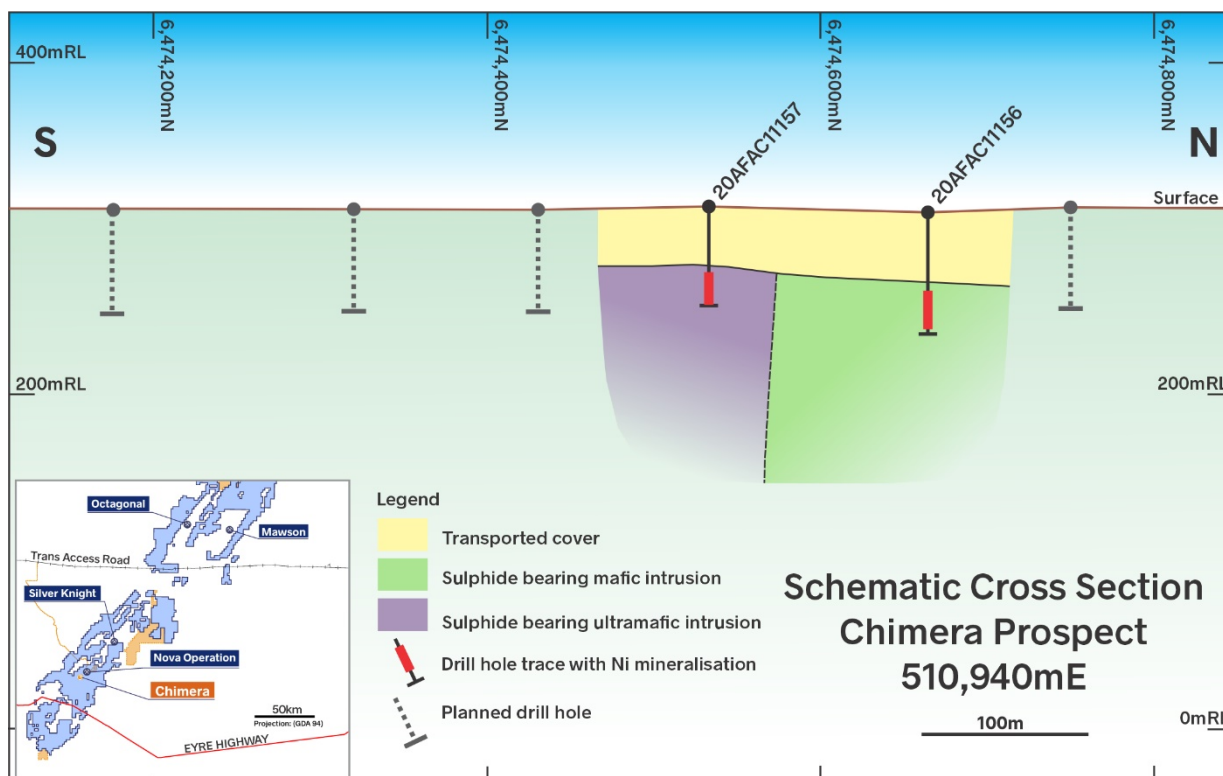 6,474,200mN
6,474,400mN
6,474,600mN
6,474,800mN
400mRL
S
N
20AFAC11157
20AFAC11156
Surface
200mRL
200mRL
Octagonal
Mawson
Trans Access Road
Silver Knight
Nova Operation
Chimera
50km
Projection: (GDA 94)
EYRE HIGHWAY
Legend
Transported cover
Sulphide bearing mafic intrusion
Sulphide bearing ultramafic intrusion
Drill hole trace with Ni mineralisation
Planned drill hole
Schematic Cross Section
Chimera Prospect
510,940mE
100m
0mRL